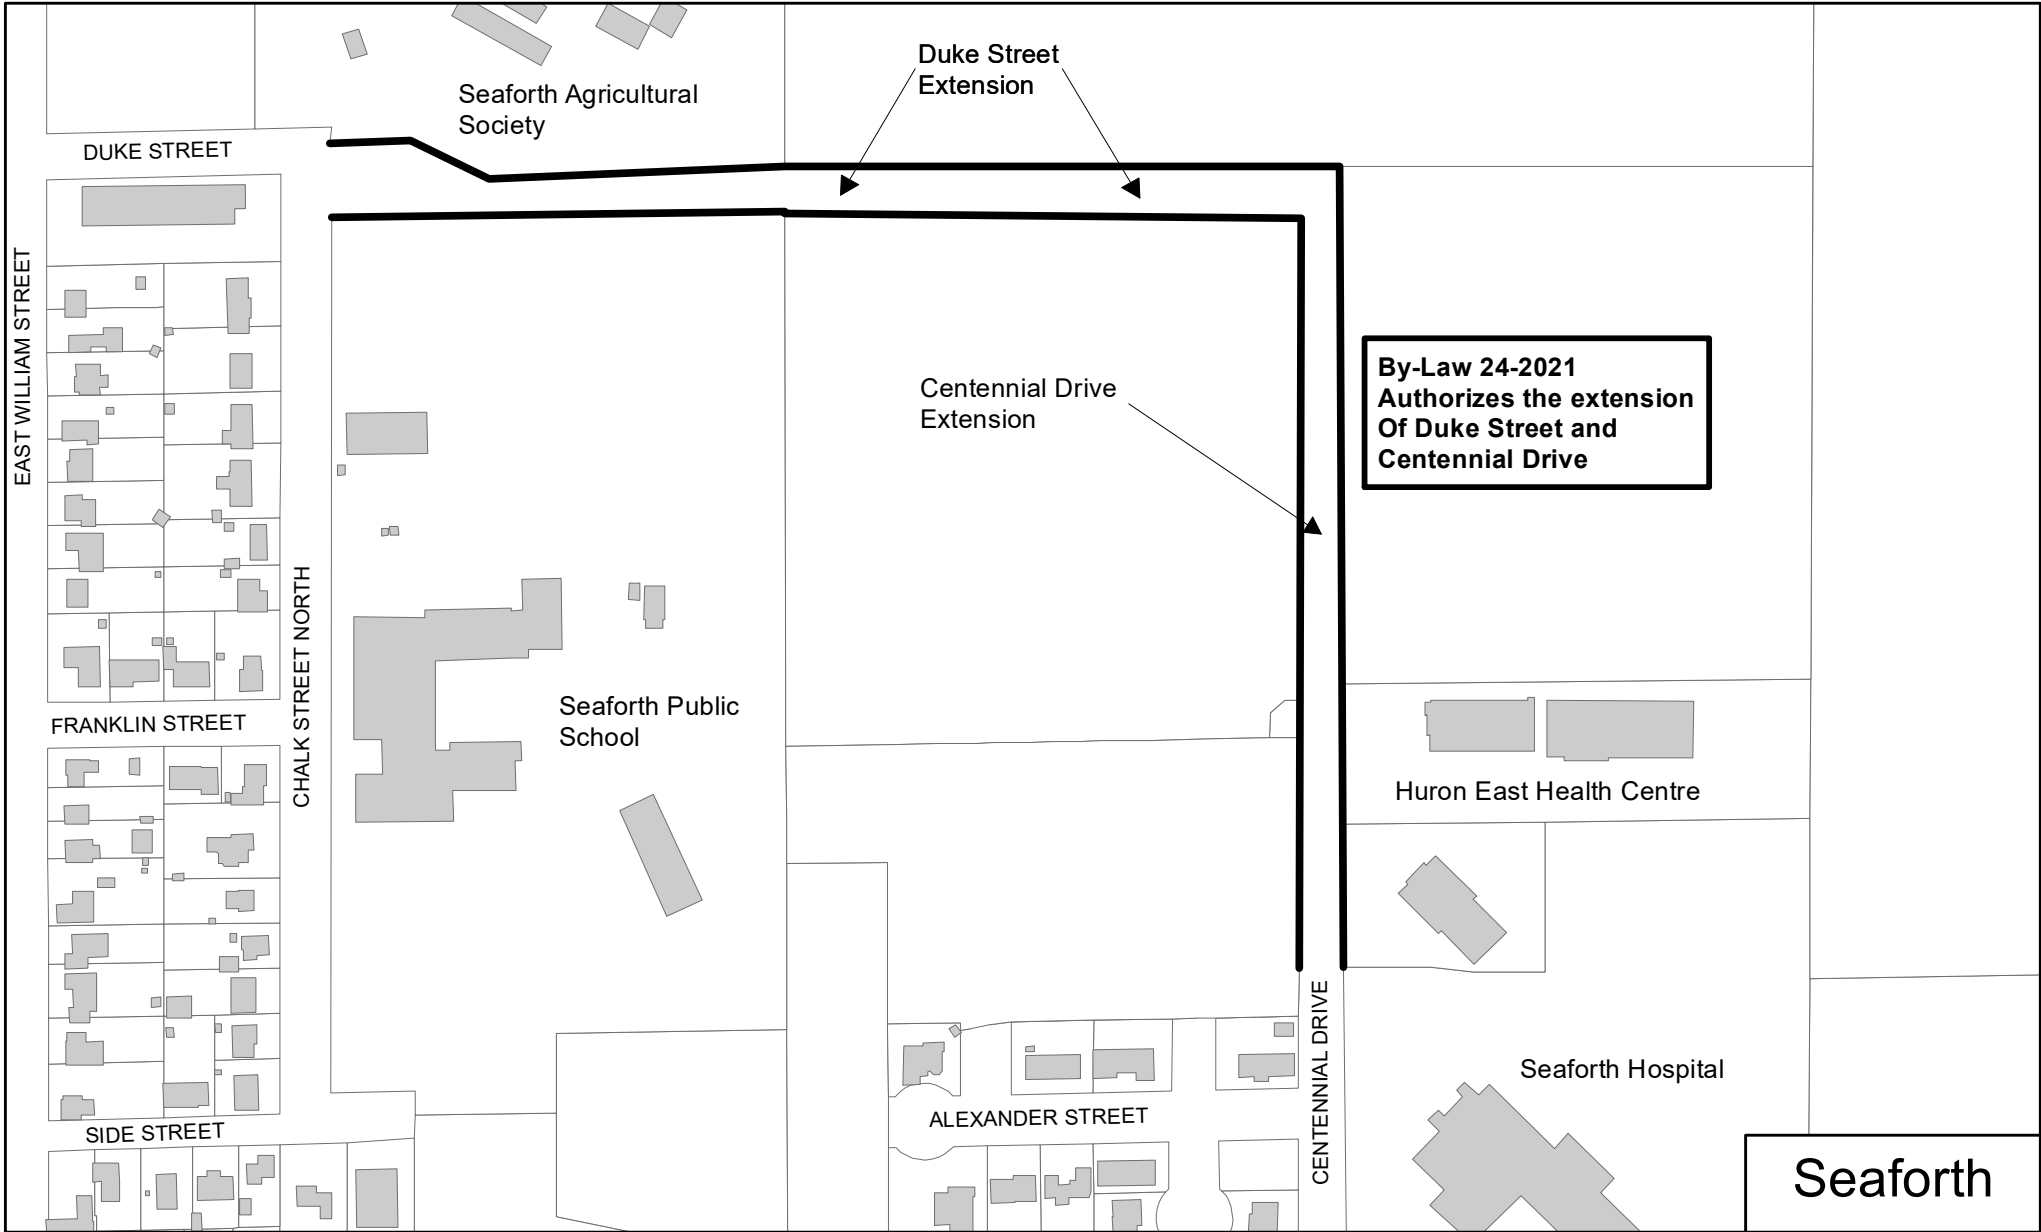 Duke Street
Extension
Seaforth Agricultural
Society
DUKE STREET
EAST WILLIAM STREET
By-Law 24-2021
Authorizes the extension
Of Duke Street and
Centennial Drive
Centennial Drive
Extension
CHALK STREET NORTH
Seaforth Public
School
FRANKLIN STREET
Huron East Health Centre
CENTENNIAL DRIVE
Seaforth Hospital
ALEXANDER STREET
SIDE STREET
Seaforth